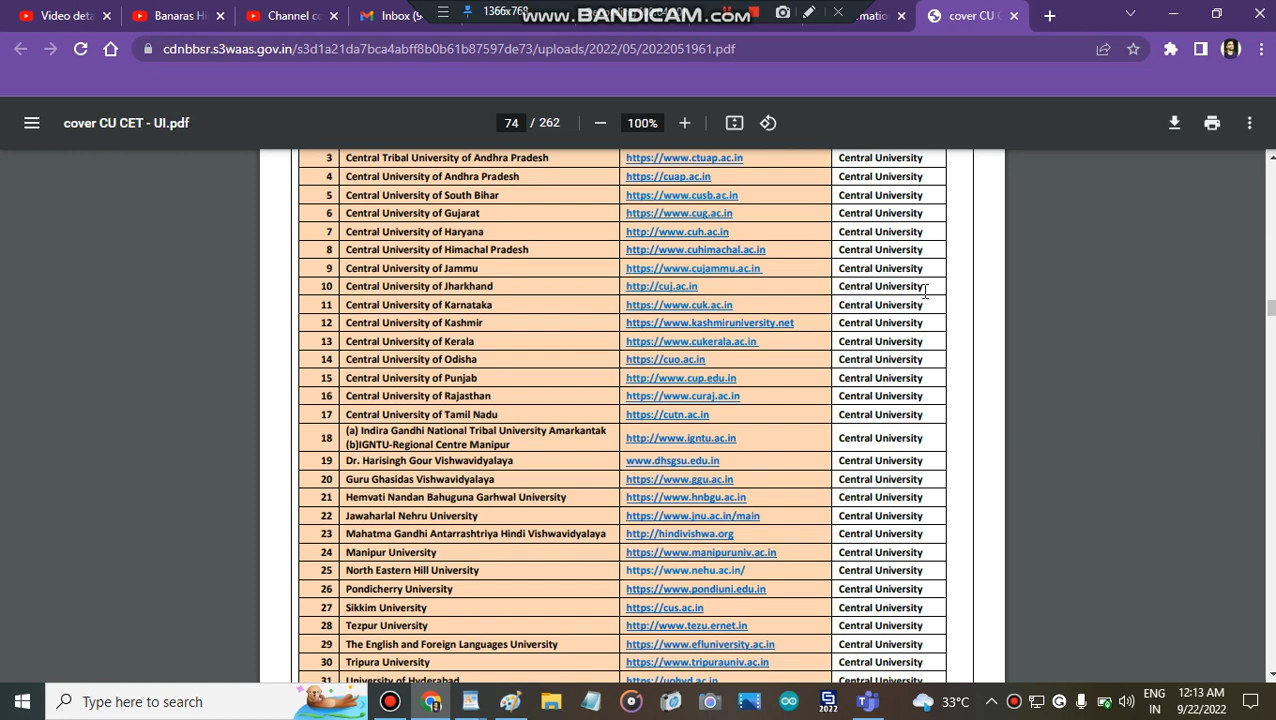 Video deta
Banaras Hi
Channel co
Inbox (9
1366x768
www.BANDICAM.com
matio
cover CU C
cdnbbsr.s3waas.gov.in/s3d1a21da7bca4abff8b0b61b87597de73/uploads/2022/05/2022051961.pdf
cover CU CET - UI.pdf
74 / 262
100%
3 Central Tribal University of Andhra Pradesh https://www.ctuap.ac.in Central University
4 Central University of Andhra Pradesh https://cuap.ac.in Central University
5 Central University of South Bihar https://www.cusb.ac.in Central University
6 Central University of Gujarat https://www.cug.ac.in Central University
7 Central University of Haryana http://www.cuh.ac.in Central University
8 Central University of Himachal Pradesh http://www.cuhimachal.ac.in Central University
9 Central University of Jammu https://www.cujammu.ac.in Central University
10 Central University of Jharkhand http://cuj.ac.in Central University
11 Central University of Karnataka https://www.cuk.ac.in Central University
12 Central University of Kashmir https://www.kashmiruniversity.net Central University
13 Central University of Kerala https://www.cukerala.ac.in Central University
14 Central University of Odisha https://cuo.ac.in Central University
15 Central University of Punjab http://www.cup.edu.in Central University
16 Central University of Rajasthan https://www.curaj.ac.in Central University
17 Central University of Tamil Nadu https://cutn.ac.in Central University
18 (a) Indira Gandhi National Tribal University Amarkantak
(b)IGNTU-Regional Centre Manipur http://www.igntu.ac.in Central University
19 Dr. Harisingh Gour Vishwavidyalaya www.dhsgsu.edu.in Central University
20 Guru Ghasidas Vishwavidyalaya https://www.ggu.ac.in Central University
21 Hemvati Nandan Bahuguna Garhwal University https://www.hnbgu.ac.in Central University
22 Jawaharlal Nehru University https://www.jnu.ac.in/main Central University
23 Mahatma Gandhi Antarrashtriya Hindi Vishwavidyalaya http://hindivishwa.org Central University
24 Manipur University https://www.manipuruniv.ac.in Central University
25 North Eastern Hill University https://www.nehu.ac.in/ Central University
26 Pondicherry University https://www.pondiuni.edu.in Central University
27 Sikkim University https://cus.ac.in Central University
28 Tezpur University http://www.tezu.ernet.in Central University
29 The English and Foreign Languages University https://www.efluniversity.ac.in Central University
30 Tripura University https://www.tripurauniv.ac.in Central University
31 University of Hyderabad https://uohyd.ac.in Central University
Type here to search
2022
33°C
ENG
IN
12:13 AM
9/22/2022